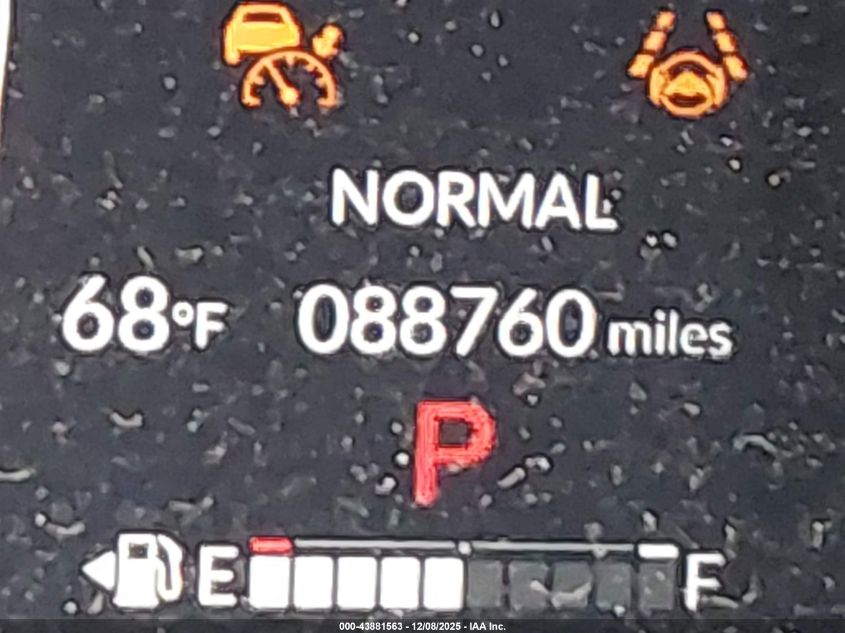 NORMAL
68°F 088760 miles
P
E F
000-43881563 - 12/08/2025 - IAA Inc.